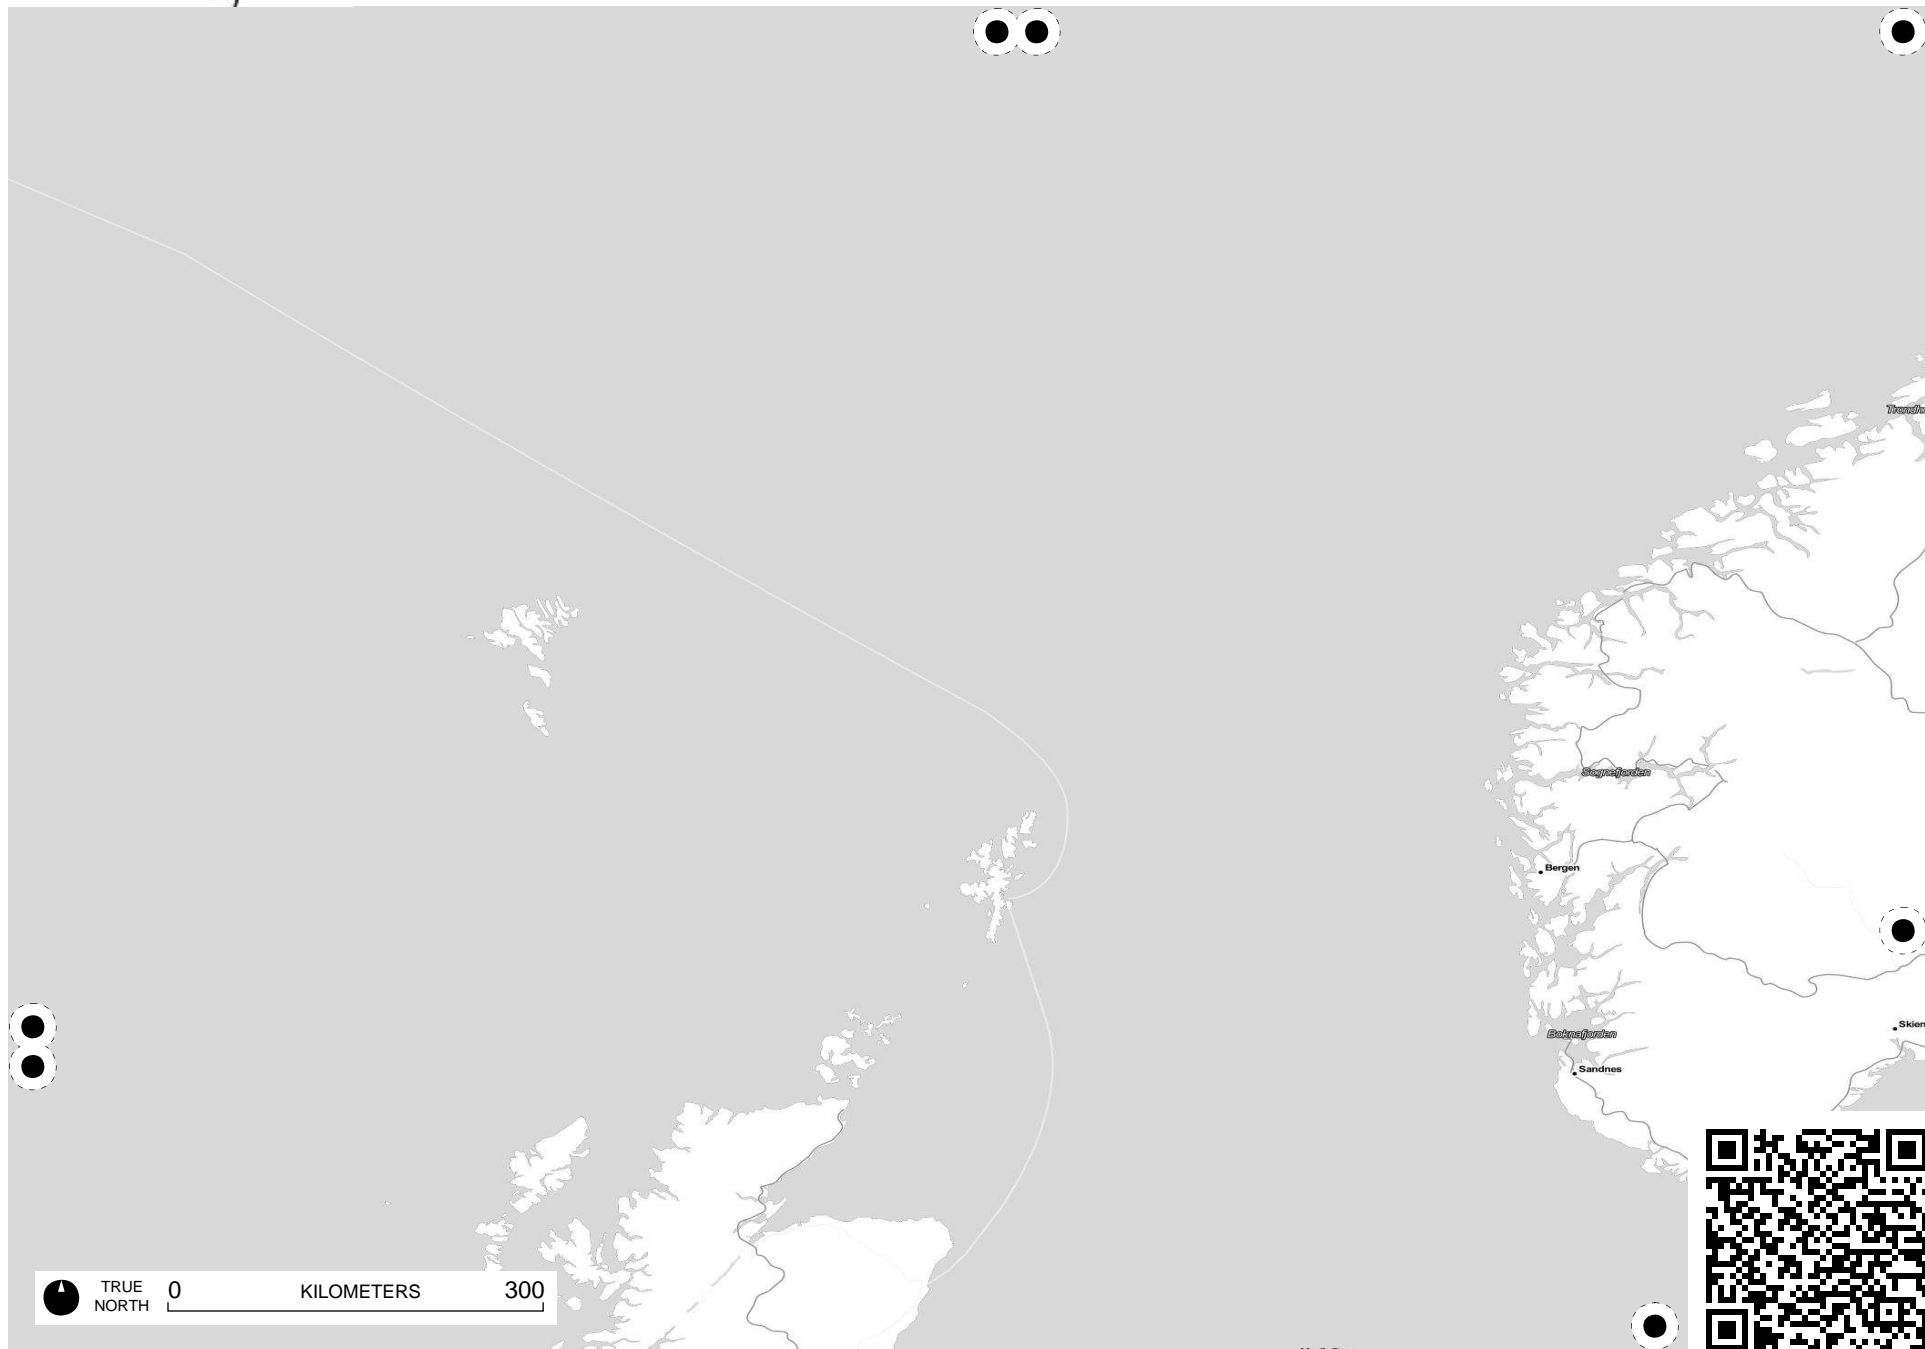 Sognefjorden
Bergen
Skien
Boknafjorden
Sandnes
TRUE
NORTH
0
KILOMETERS
300